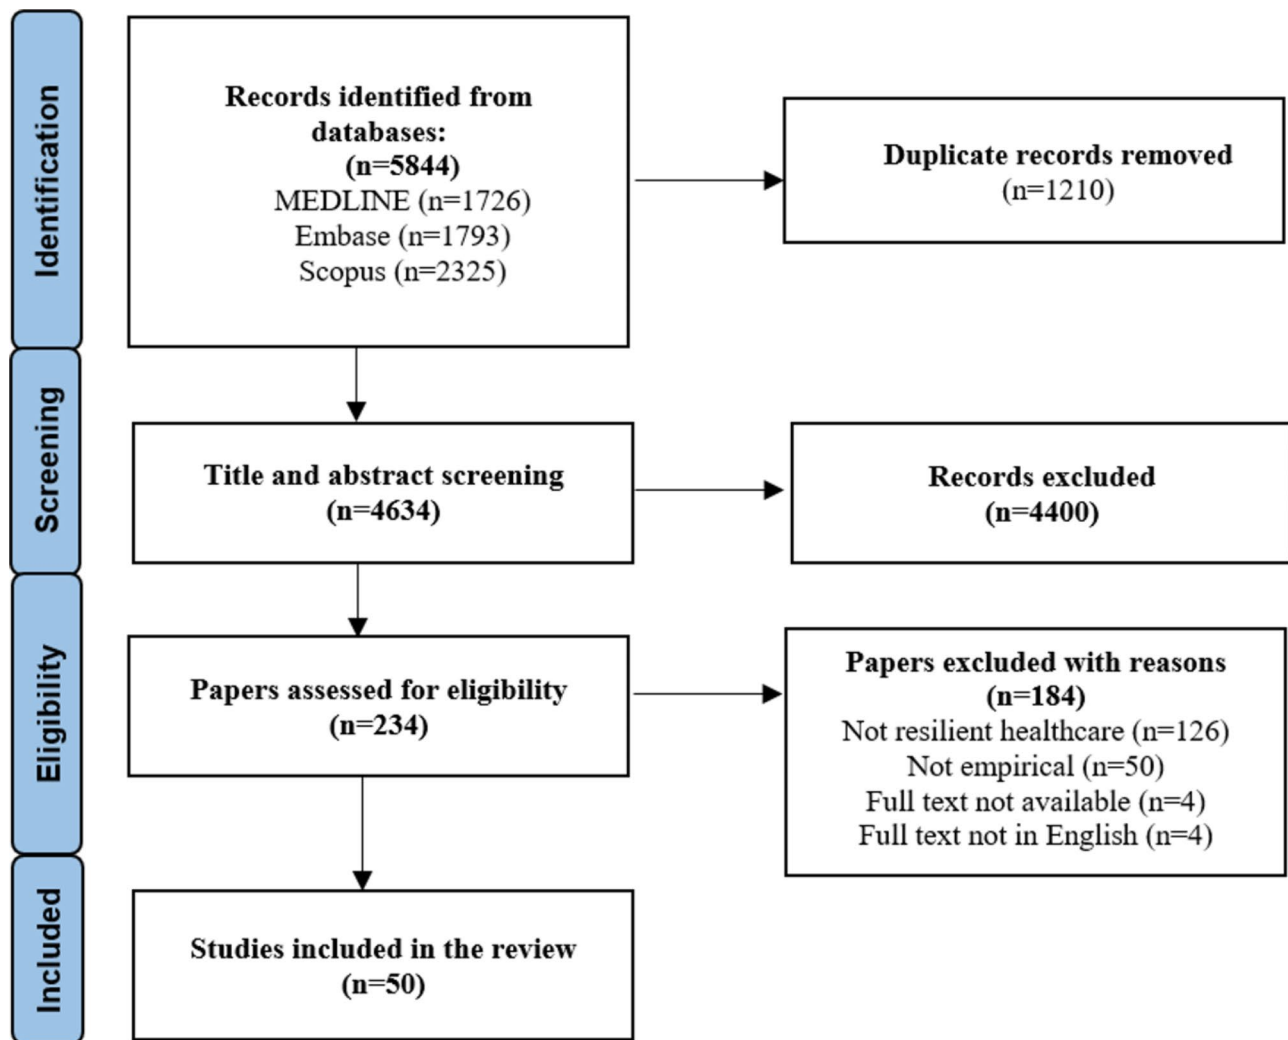 Identification
Records identified from
databases:
(n=5844)
MEDLINE (n=1726)
Embase (n=1793)
Scopus (n=2325)
Duplicate records removed
(n=1210)
Screening
Title and abstract screening
(n=4634)
Records excluded
(n=4400)
Eligibility
Papers assessed for eligibility
(n=234)
Papers excluded with reasons
(n=184)
Not resilient healthcare (n=126)
Not empirical (n=50)
Full text not available (n=4)
Full text not in English (n=4)
Included
Studies included in the review
(n=50)